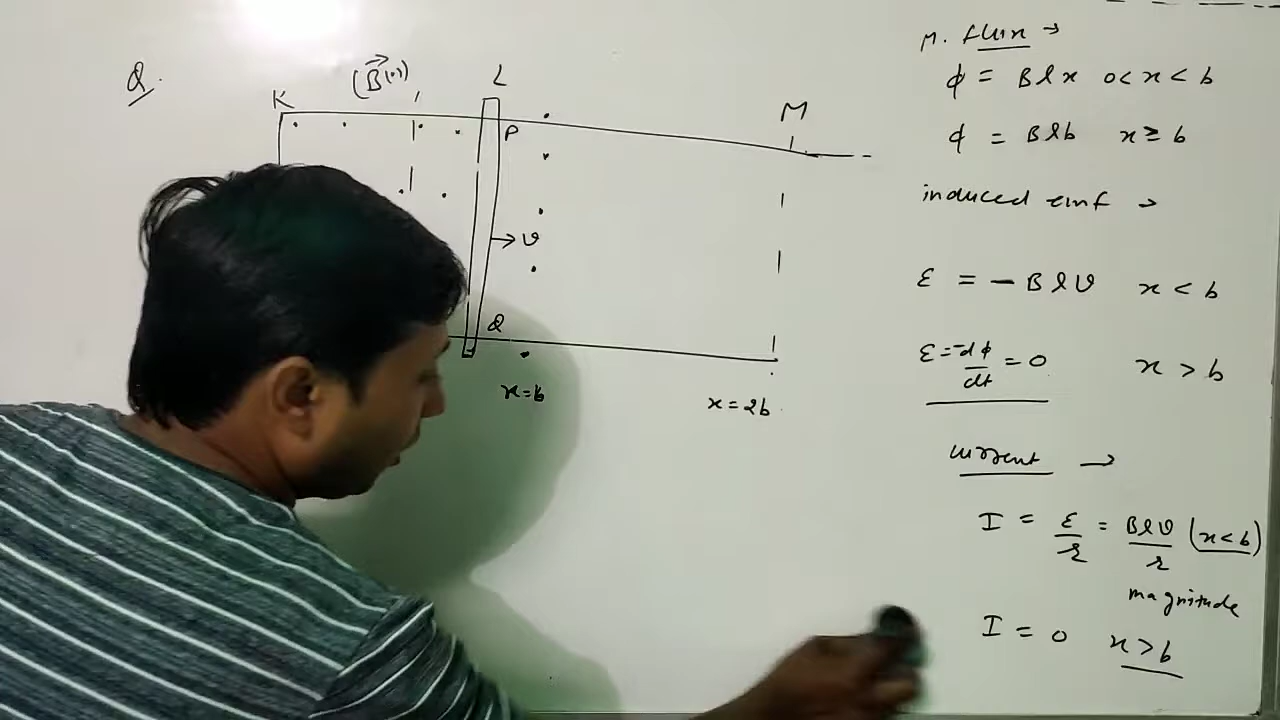 Q.
(B⃗(·))
K
L
M
P
→ v
Q
x=b
x=2b
M. flux →
ϕ = Blx 0<x<b
ϕ = Blb x≥b
induced emf →
ε = − Blv x<b
ε = -dϕ/dt = 0 x>b
current →
I = ε/r = Blv/r (x<b)
magnitude
I = 0 x>b